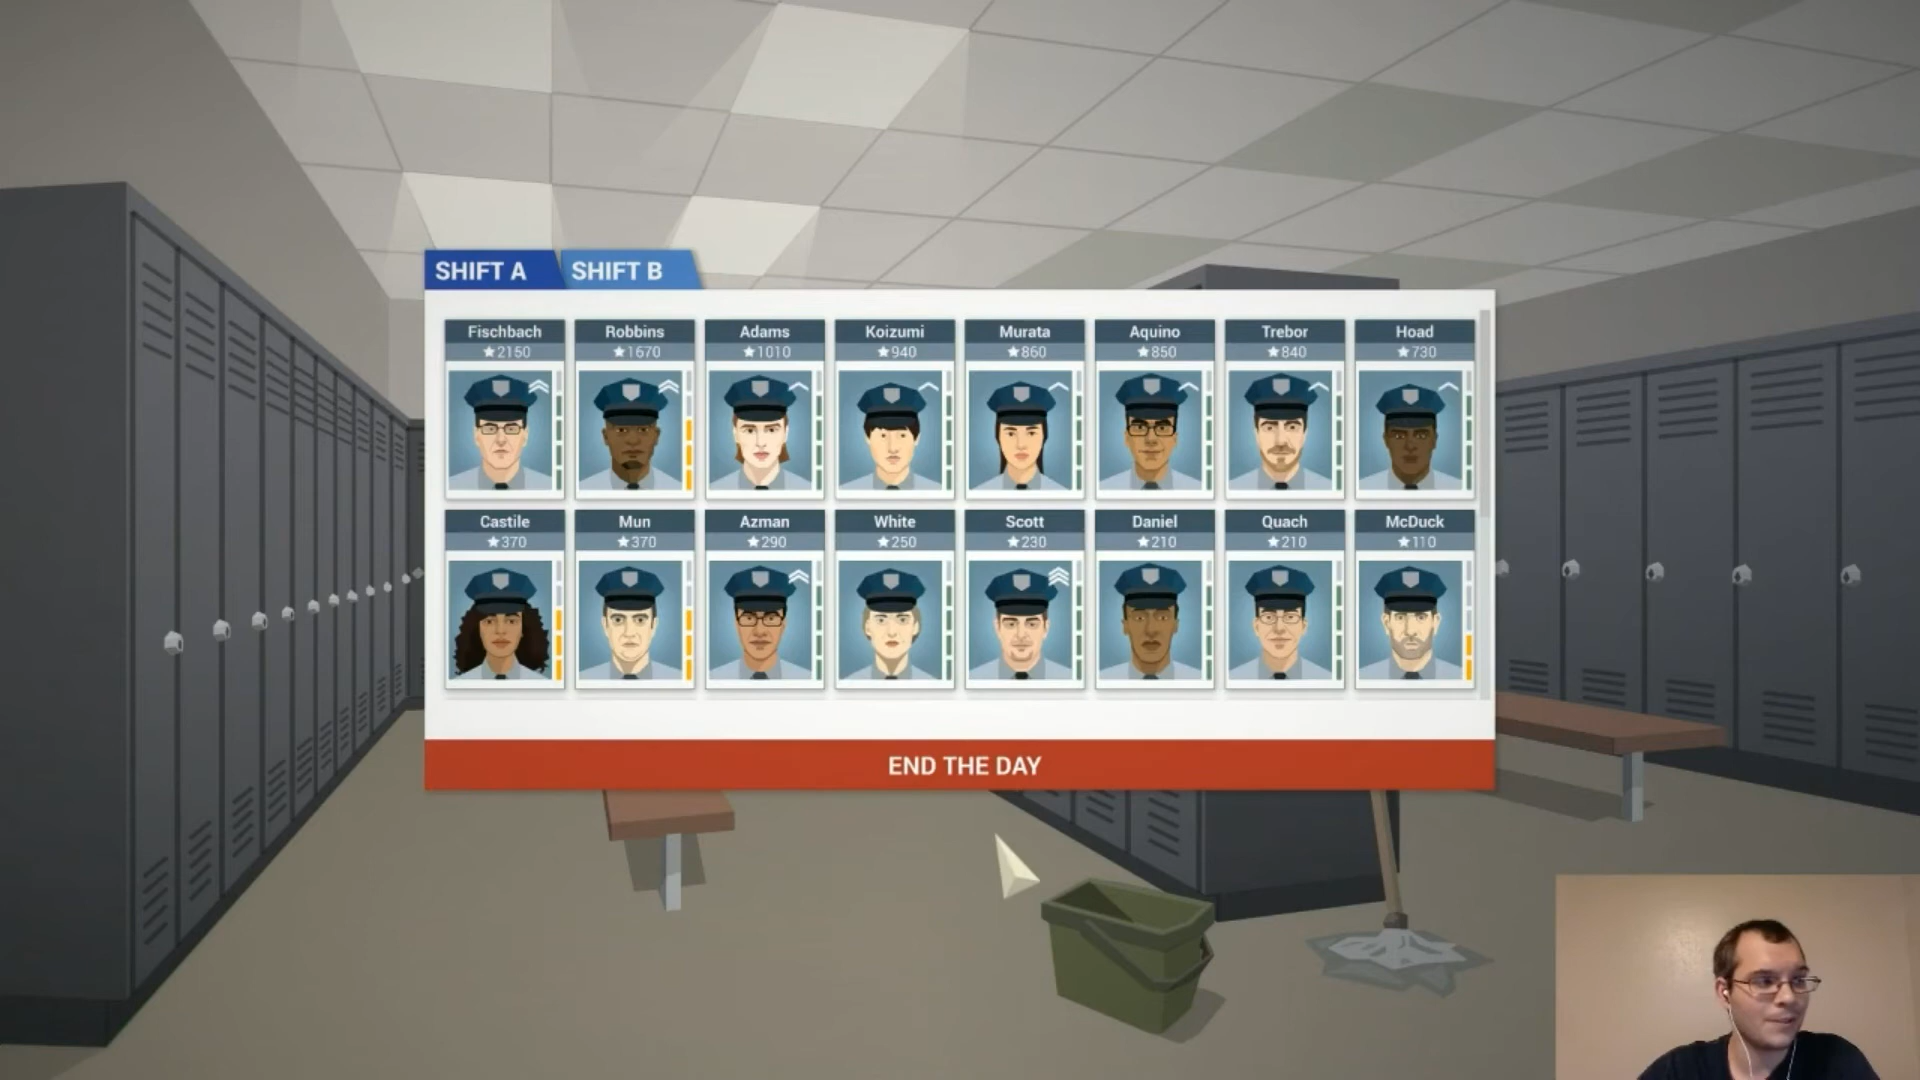 SHIFT A
SHIFT B
Fischbach Robbins Adams Koizumi Murata Aquino Trebor Hoad
★2150 ★1670 ★1010 ★940 ★860 ★850 ★840 ★730
Castile Mun Azman White Scott Daniel Quach McDuck
★370 ★370 ★290 ★250 ★230 ★210 ★210 ★110
END THE DAY